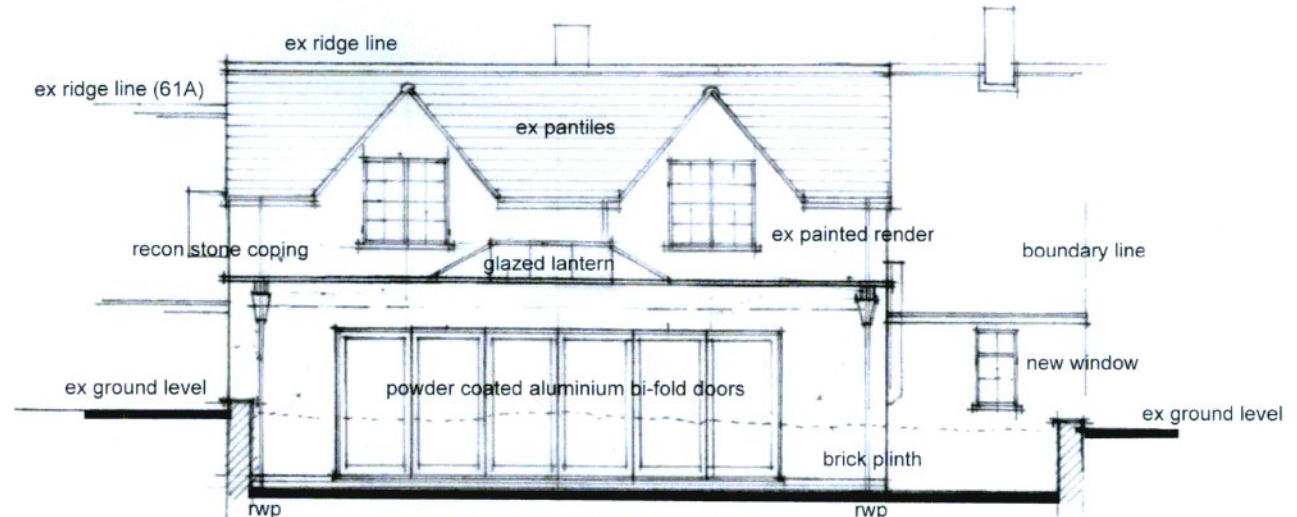 ex ridge line
ex ridge line (61A)
ex pantiles
recon stone coping
ex painted render
boundary line
glazed lantern
new window
ex ground level
powder coated aluminium bi-fold doors
ex ground level
brick plinth
rwp
rwp